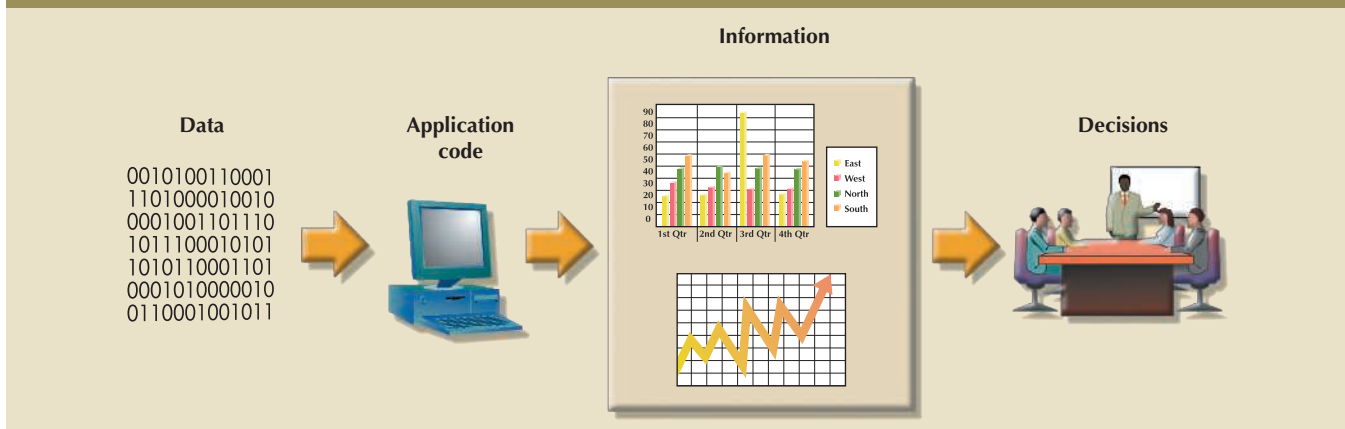 Information
Data
Application
code
Decisions
0010100110001
1101000010010
0001001101110
1011100010101
1010110001101
0001010000010
0110001001011
90
80
70
60
50
40
30
20
10
0
1st Qtr 2nd Qtr 3rd Qtr 4th Qtr
East
West
North
South